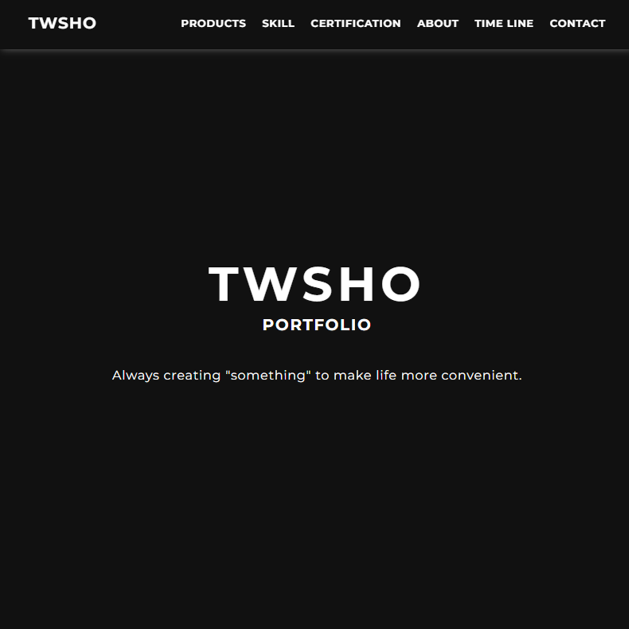 TWSHO PRODUCTS SKILL CERTIFICATION ABOUT TIME LINE CONTACT
TWSHO
PORTFOLIO
Always creating "something" to make life more convenient.